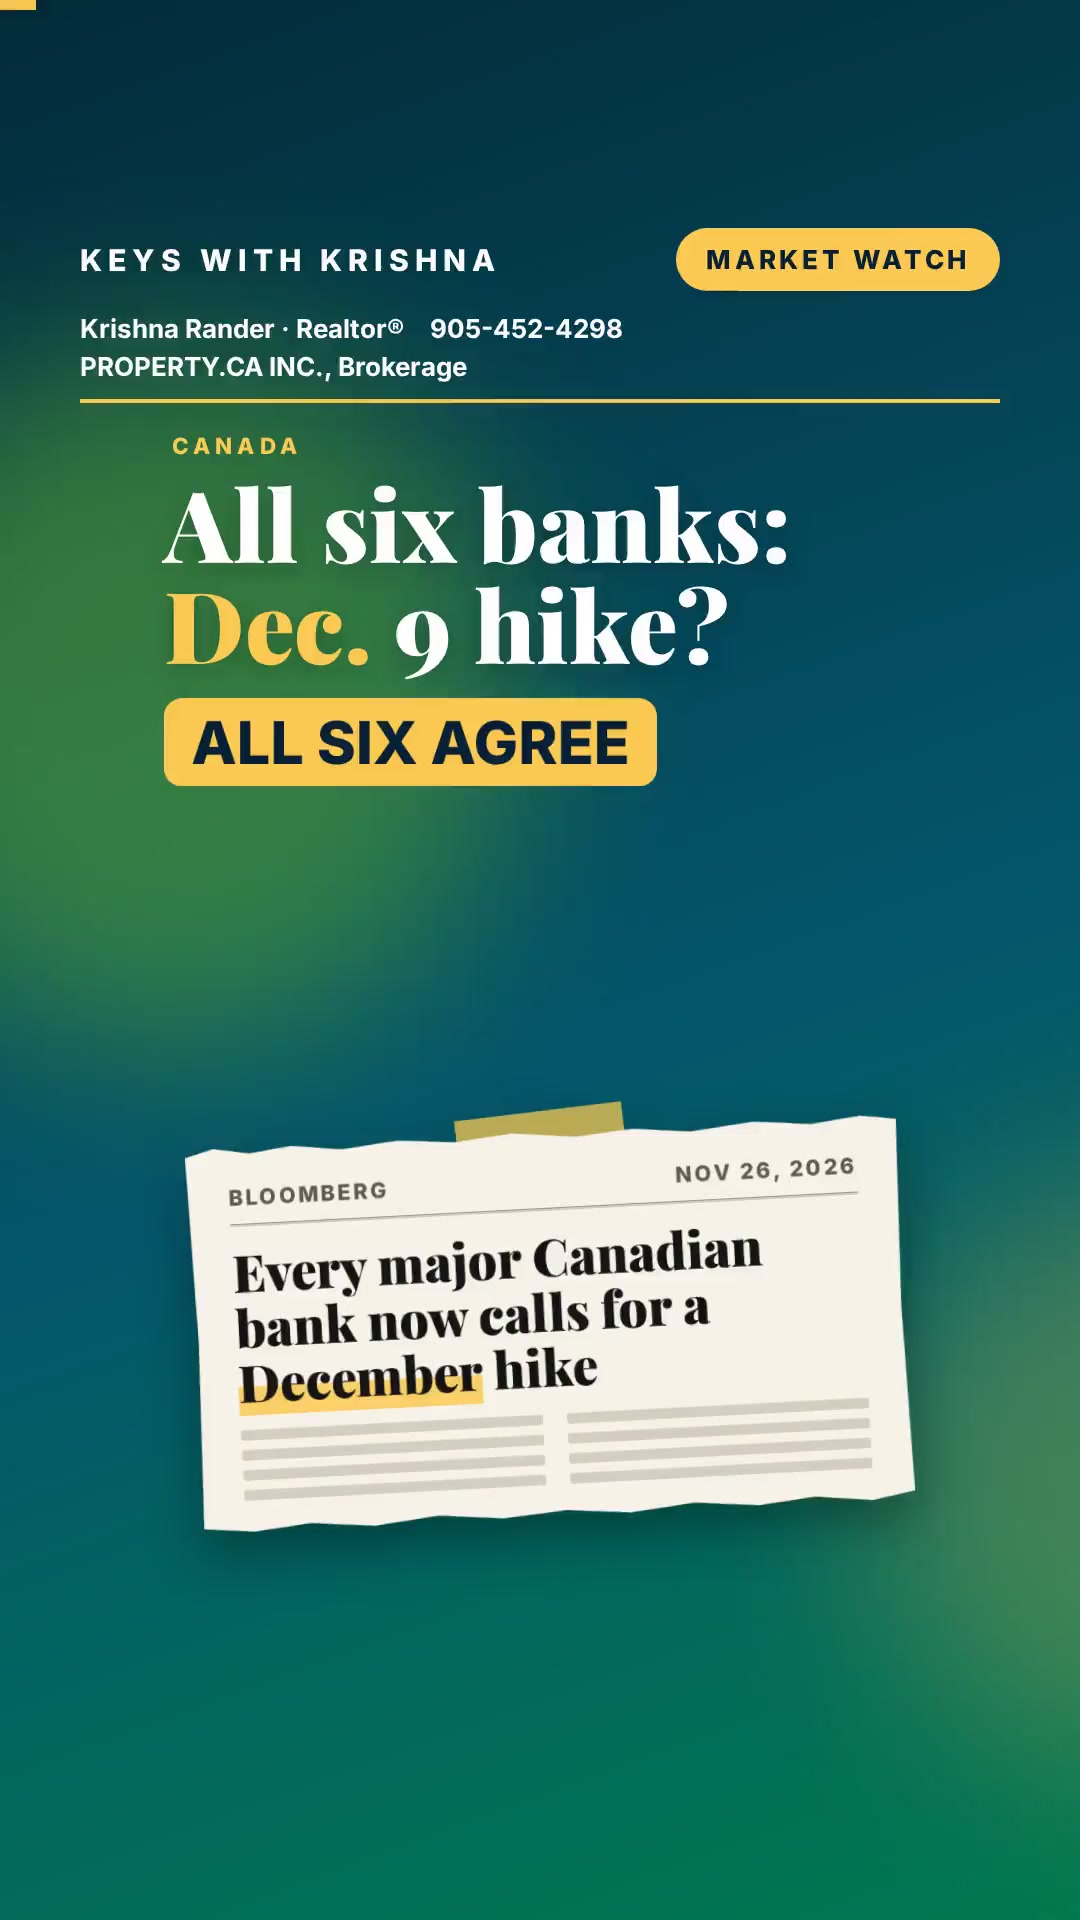 KEYS WITH KRISHNA
MARKET WATCH
Krishna Rander · Realtor® 905-452-4298
PROPERTY.CA INC., Brokerage
CANADA
All six banks:
Dec. 9 hike?
ALL SIX AGREE
BLOOMBERG
NOV 26, 2026
Every major Canadian
bank now calls for a
December hike